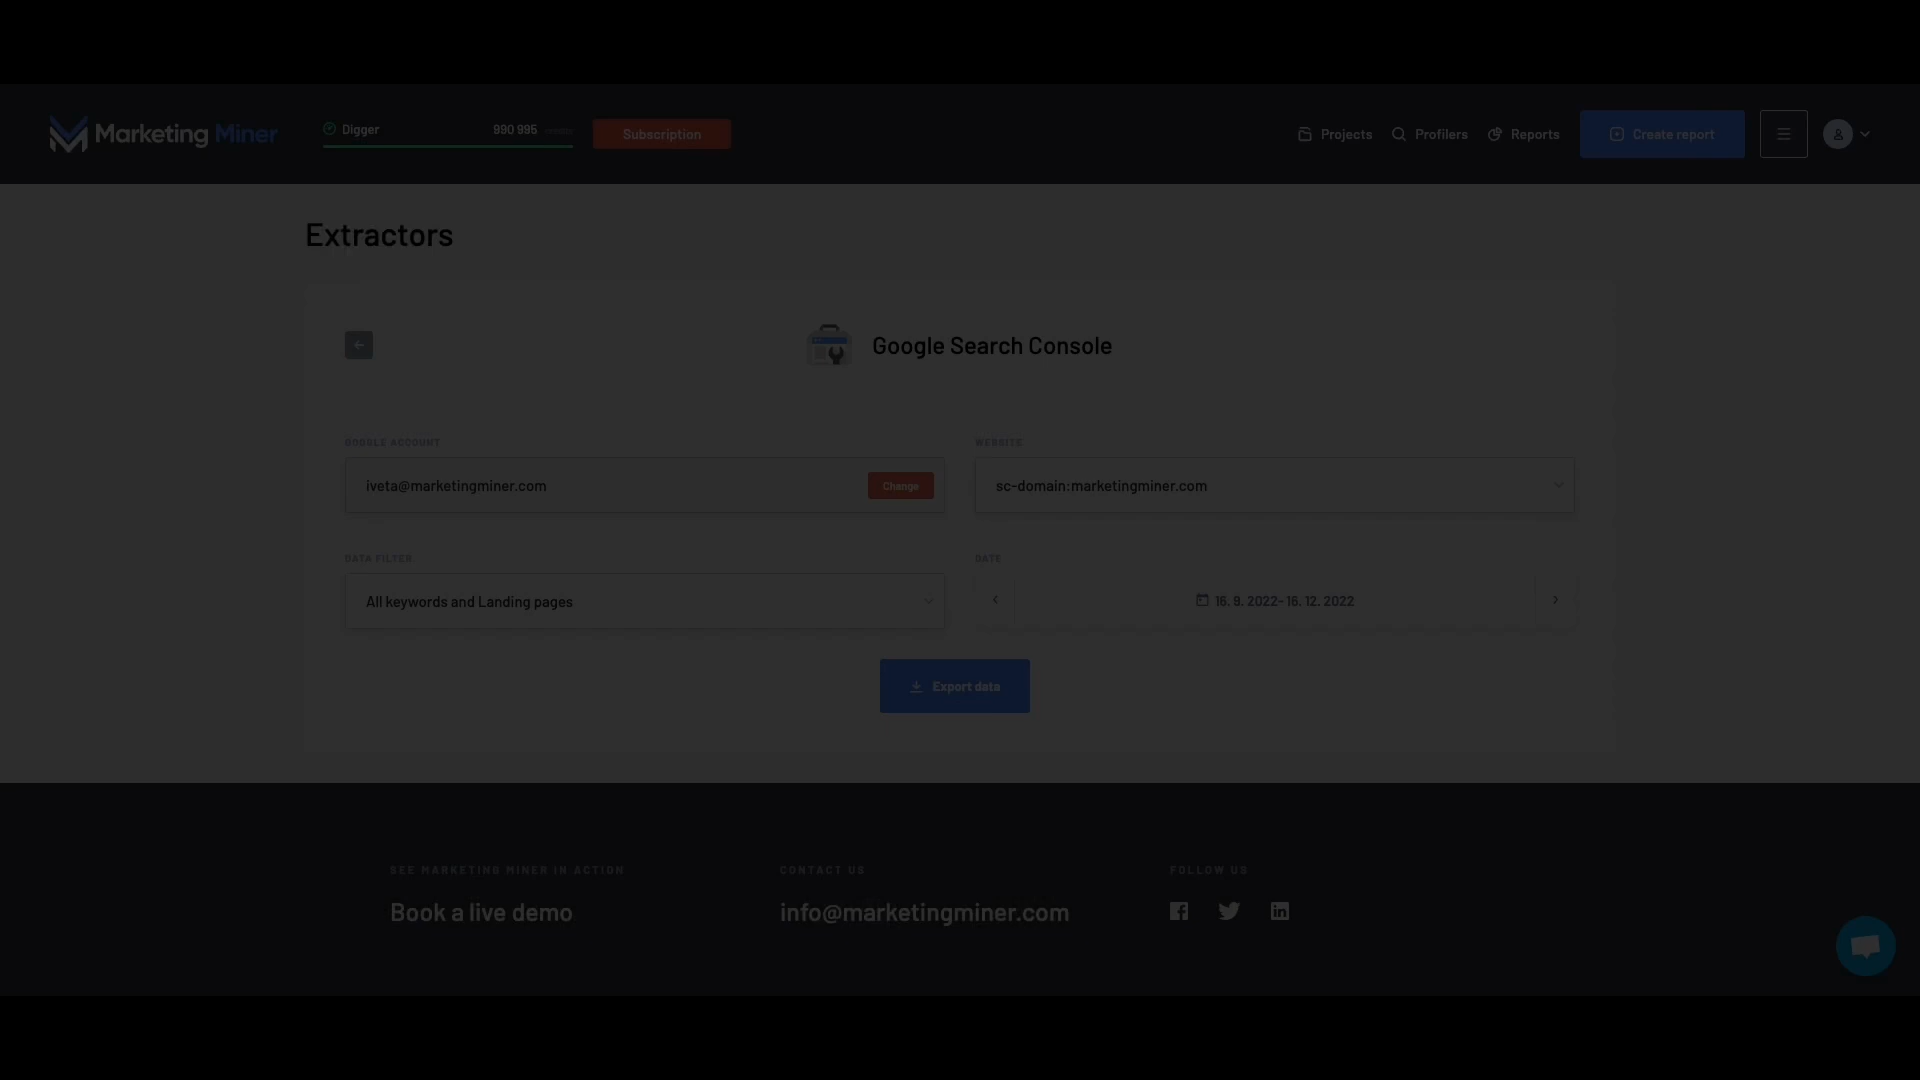 Marketing Miner
Digger
990 995 credits
Subscription
Projects
Profilers
Reports
Create report
Extractors
Google Search Console
GOOGLE ACCOUNT
WEBSITE
iveta@marketingminer.com
Change
sc-domain:marketingminer.com
DATA FILTER
DATE
All keywords and Landing pages
16. 9. 2022-16. 12. 2022
Export data
SEE MARKETING MINER IN ACTION
CONTACT US
FOLLOW US
Book a live demo
info@marketingminer.com